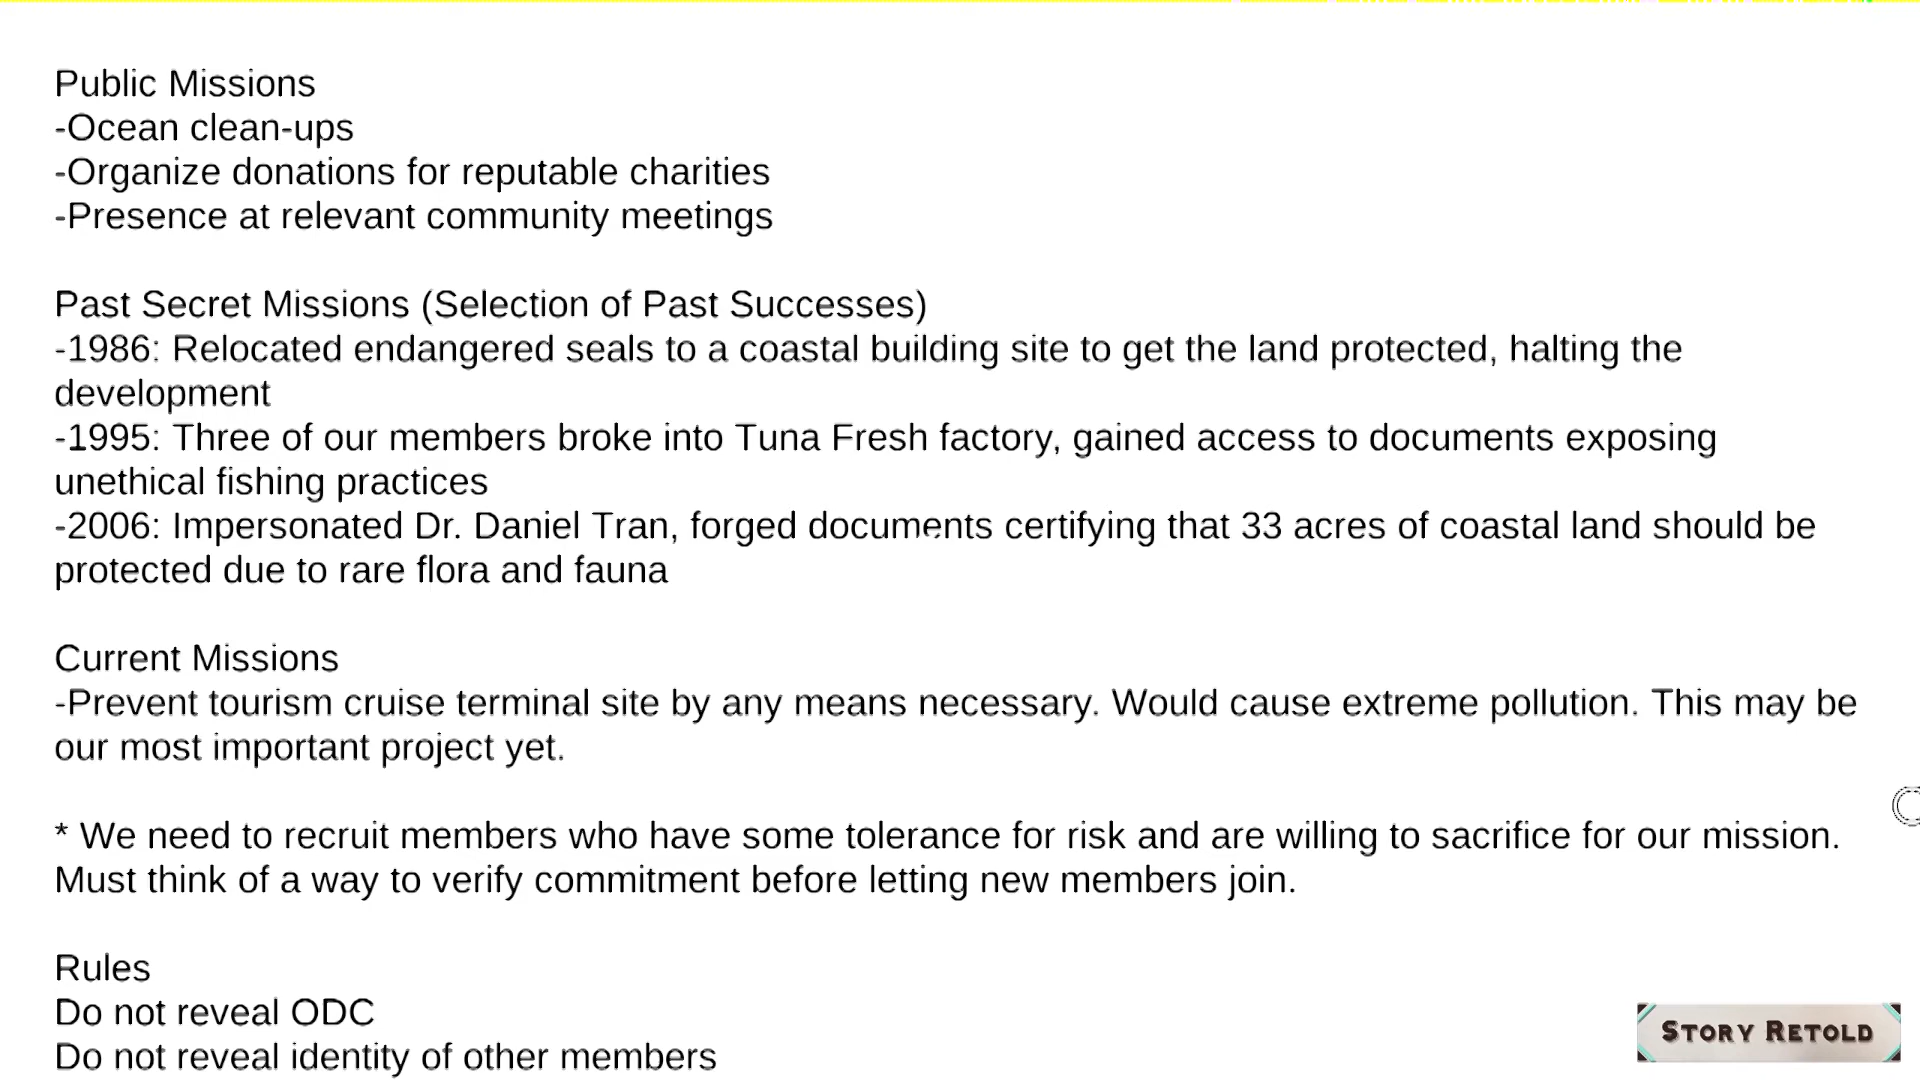 Public Missions
-Ocean clean-ups
-Organize donations for reputable charities
-Presence at relevant community meetings
Past Secret Missions (Selection of Past Successes)
-1986: Relocated endangered seals to a coastal building site to get the land protected, halting the
development
-1995: Three of our members broke into Tuna Fresh factory, gained access to documents exposing
unethical fishing practices
-2006: Impersonated Dr. Daniel Tran, forged documents certifying that 33 acres of coastal land should be
protected due to rare flora and fauna
Current Missions
-Prevent tourism cruise terminal site by any means necessary. Would cause extreme pollution. This may be
our most important project yet.
* We need to recruit members who have some tolerance for risk and are willing to sacrifice for our mission.
Must think of a way to verify commitment before letting new members join.
Rules
Do not reveal ODC
Do not reveal identity of other members
STORY RETOLD